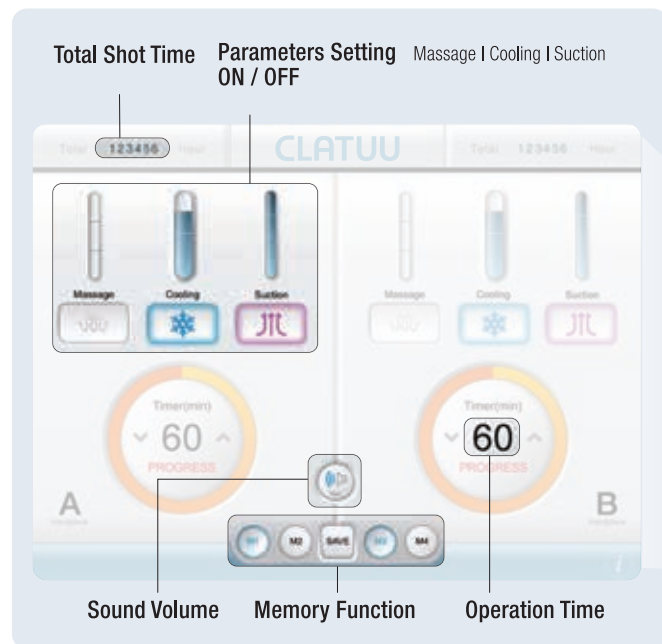 Total Shot Time
Parameters Setting
ON / OFF
Massage I Cooling I Suction
Total 123456 Hour
CLATUU
Total 123456 Hour
Massage Cooling Suction
Massage Cooling Suction
Timer(min)
60
PROGRESS
Timer(min)
60
PROGRESS
A
B
M1 M2 SAVE M3 M4
i
Sound Volume
Memory Function
Operation Time